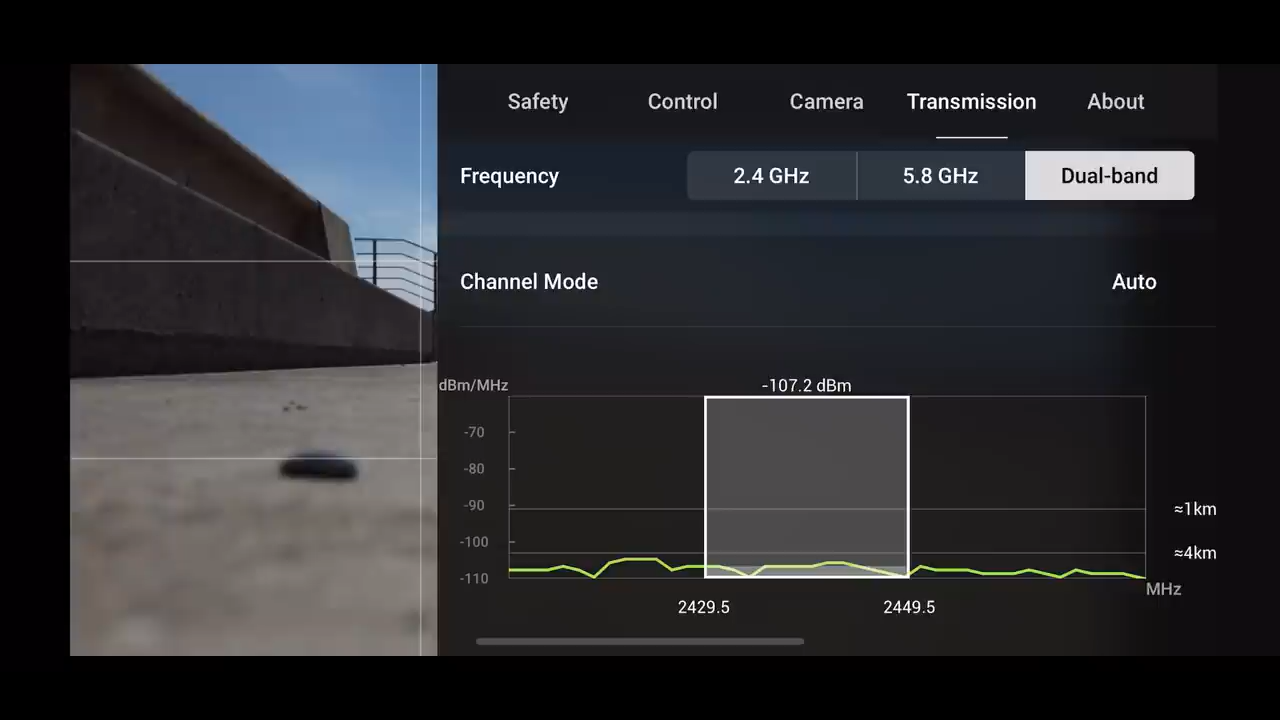 Safety Control Camera Transmission About
Frequency 2.4 GHz 5.8 GHz Dual-band
Channel Mode Auto
dBm/MHz -107.2 dBm
-70
-80
-90
≈1km
-100
≈4km
-110
MHz
2429.5 2449.5